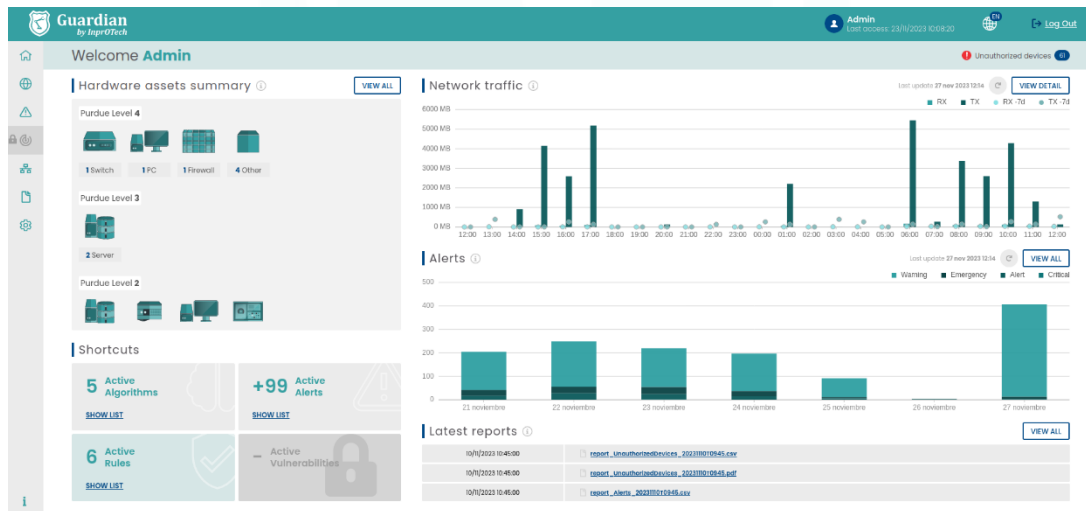 Guardian
by InprOTech
Admin
Last access: 23/11/2023 10:08:20
EN
Log Out
Welcome Admin
Unauthorized devices 61
Hardware assets summary
VIEW ALL
Purdue Level 4
1 Switch 1 PC 1 Firewall 4 Other
Purdue Level 3
2 Server
Purdue Level 2
Shortcuts
5 Active Algorithms
SHOW LIST
+99 Active Alerts
SHOW LIST
6 Active Rules
SHOW LIST
- Active Vulnerabilities
Network traffic
Last update 27 nov 2023 12:14
VIEW DETAIL
RX TX RX -7d TX -7d
6000 MB
5000 MB
4000 MB
3000 MB
2000 MB
1000 MB
0 MB
12:00 13:00 14:00 15:00 16:00 17:00 18:00 19:00 20:00 21:00 22:00 23:00 00:00 01:00 02:00 03:00 04:00 05:00 06:00 07:00 08:00 09:00 10:00 11:00 12:00
Alerts
Last update 27 nov 2023 12:14
VIEW ALL
Warning Emergency Alert Critical
500
400
300
200
100
0
21 noviembre 22 noviembre 23 noviembre 24 noviembre 25 noviembre 26 noviembre 27 noviembre
Latest reports
VIEW ALL
10/11/2023 10:45:00
10/11/2023 10:45:00
10/11/2023 10:45:00
i